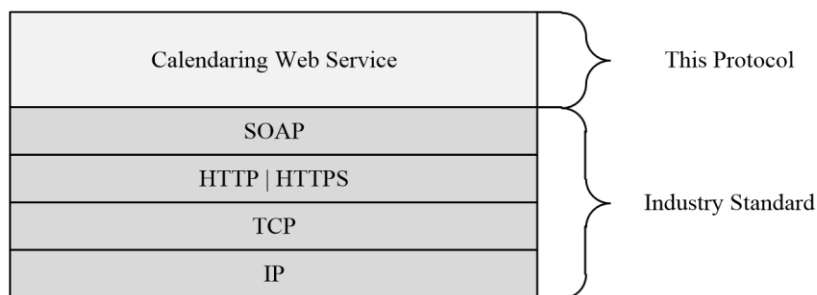 Calendaring Web Service
This Protocol
SOAP
HTTP | HTTPS
TCP
Industry Standard
IP